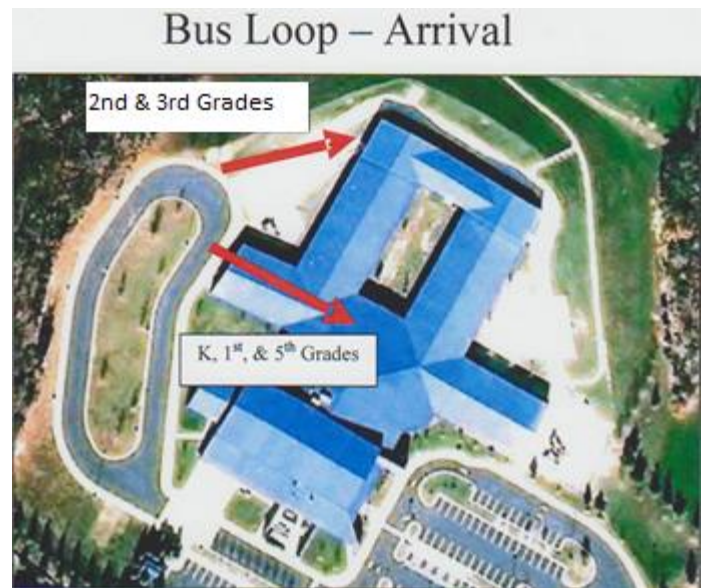 Bus Loop – Arrival
2nd & 3rd Grades
K, 1st, & 5th Grades